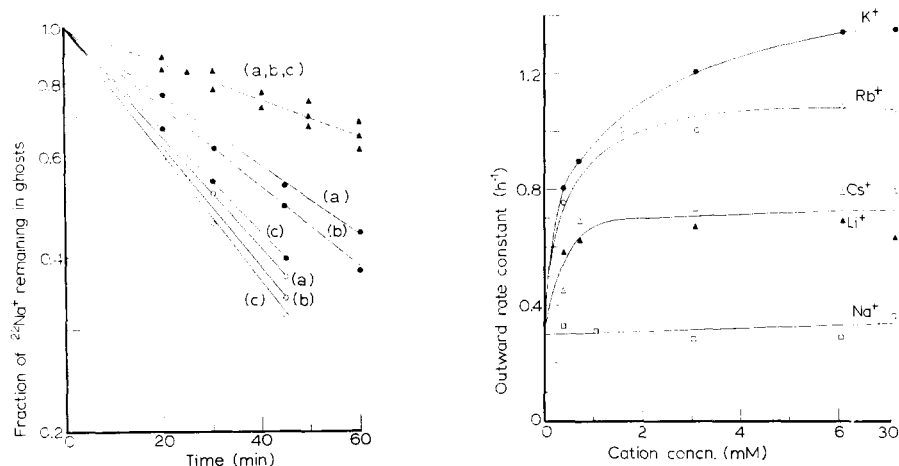 1.0
0.8
0.6
0.4
0.2
Fraction of ²²Na⁺ remaining in ghosts
(a,b,c)
(a)
(b)
(c)
(a)
(c)
(b)
0
20
40
60
Time (min)
1.2
0.8
0.4
0
Outward rate constant (h⁻¹)
K⁺
Rb⁺
Cs⁺
Li⁺
Na⁺
0
2
4
6
30
Cation concn. (mM)